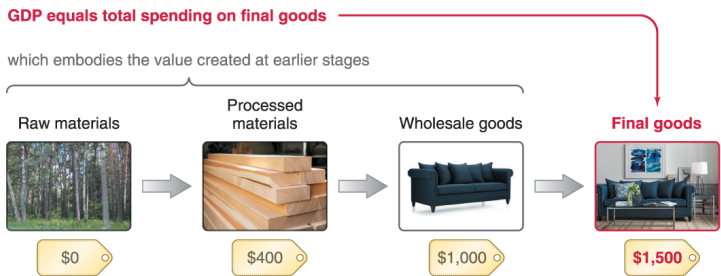 GDP equals total spending on final goods
which embodies the value created at earlier stages
Raw materials
Processed
materials
Wholesale goods
Final goods
$0
$400
$1,000
$1,500